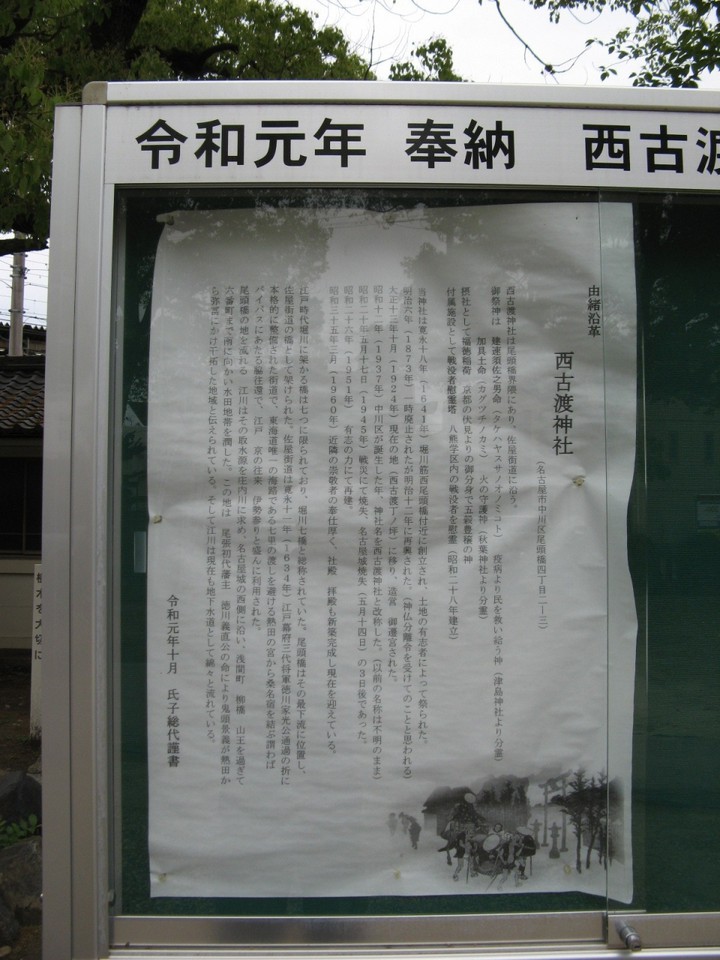 令和元年 奉納 西古渡
由緒沿革
西古渡神社
(名古屋市中川区尾頭橋四丁目二―三)
西古渡神社は尾頭橋界隈にあり、佐屋街道に沿う。
御祭神は 建速須佐之男命(タケハヤスサノオノミコト) 疫病より民を救い給う神(津島神社より分霊)
加具土命(カグツチノカミ) 火の守護神(秋葉神社より分霊)
摂社として福徳稲荷 京都の伏見よりの御分身で五穀豊穣の神
付属施設として戦没者慰霊塔 八熊学区内の戦没者を慰霊(昭和二十八年建立)
当神社は寛永十八年(1641年)堀川筋西尾頭橋付近に創立され、土地の有志者によって祭られた。
明治六年(1873年)一時廃止されたが明治十二年に再興された。(神仏分離令を受けてのことと思われる)
大正十三年十月(1924年)現在の地(西古渡丁ノ坪)に移り、造営 御遷宮された。
昭和十二年(1937年)中川区が誕生した年、神社名を西古渡神社と改称した。(以前の名称は不明のまま)
昭和二十年五月十七日(1945年)戦災にて焼失、名古屋城焼失(五月十四日)の3日後であった。
昭和二十六年(1951年) 有志の力にて再建。
昭和三十五年三月(1960年)近隣の崇敬者の奉仕厚く、社殿 拝殿も新築完成し現在を迎えている。
江戸時代堀川に架かる橋は七つに限られており、堀川七橋と総称されていた。尾頭橋はその最下流に位置し、
佐屋街道の橋として架けられた。佐屋街道は寛永十一年(1634年)江戸幕府三代将軍徳川家光公通過の折に
本格的に整備された街道で、東海道唯一の海路である七里の渡しを避ける熱田の宮から桑名宿を結ぶ謂わば
バイパスにあたる脇往還で、江戸 京の往来 伊勢参りと盛んに利用された。
尾頭橋の地を流れる 江川はその取水源を庄内川に求め、名古屋城の西側に沿い、浅間町 柳橋 山王を過ぎて
六番町まで南に向かい水田地帯を潤した。この地は 尾張初代藩主 徳川義直公の命により鬼頭景義が熱田か
ら弥富にかけ干拓した地域と伝えられている。そして江川は現在も地下水道として綿々と流れている。
令和元年十月 氏子総代謹書
樹木を大切に